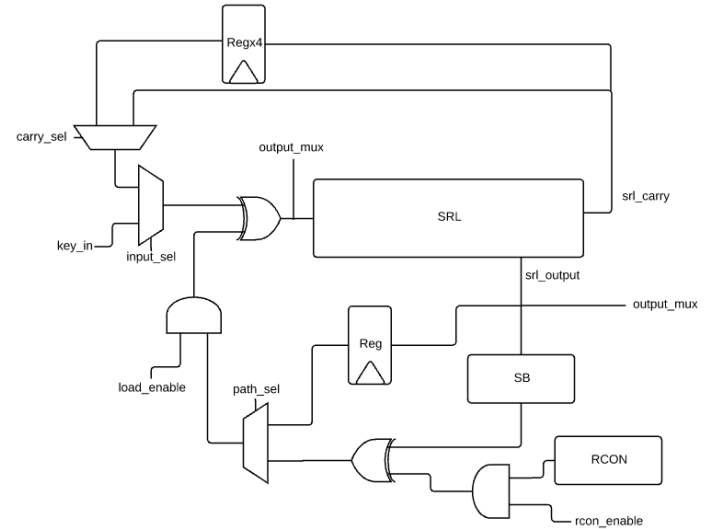 Regx4
carry_sel
output_mux
SRL
srl_carry
key_in
input_sel
srl_output
output_mux
Reg
load_enable
path_sel
SB
RCON
rcon_enable